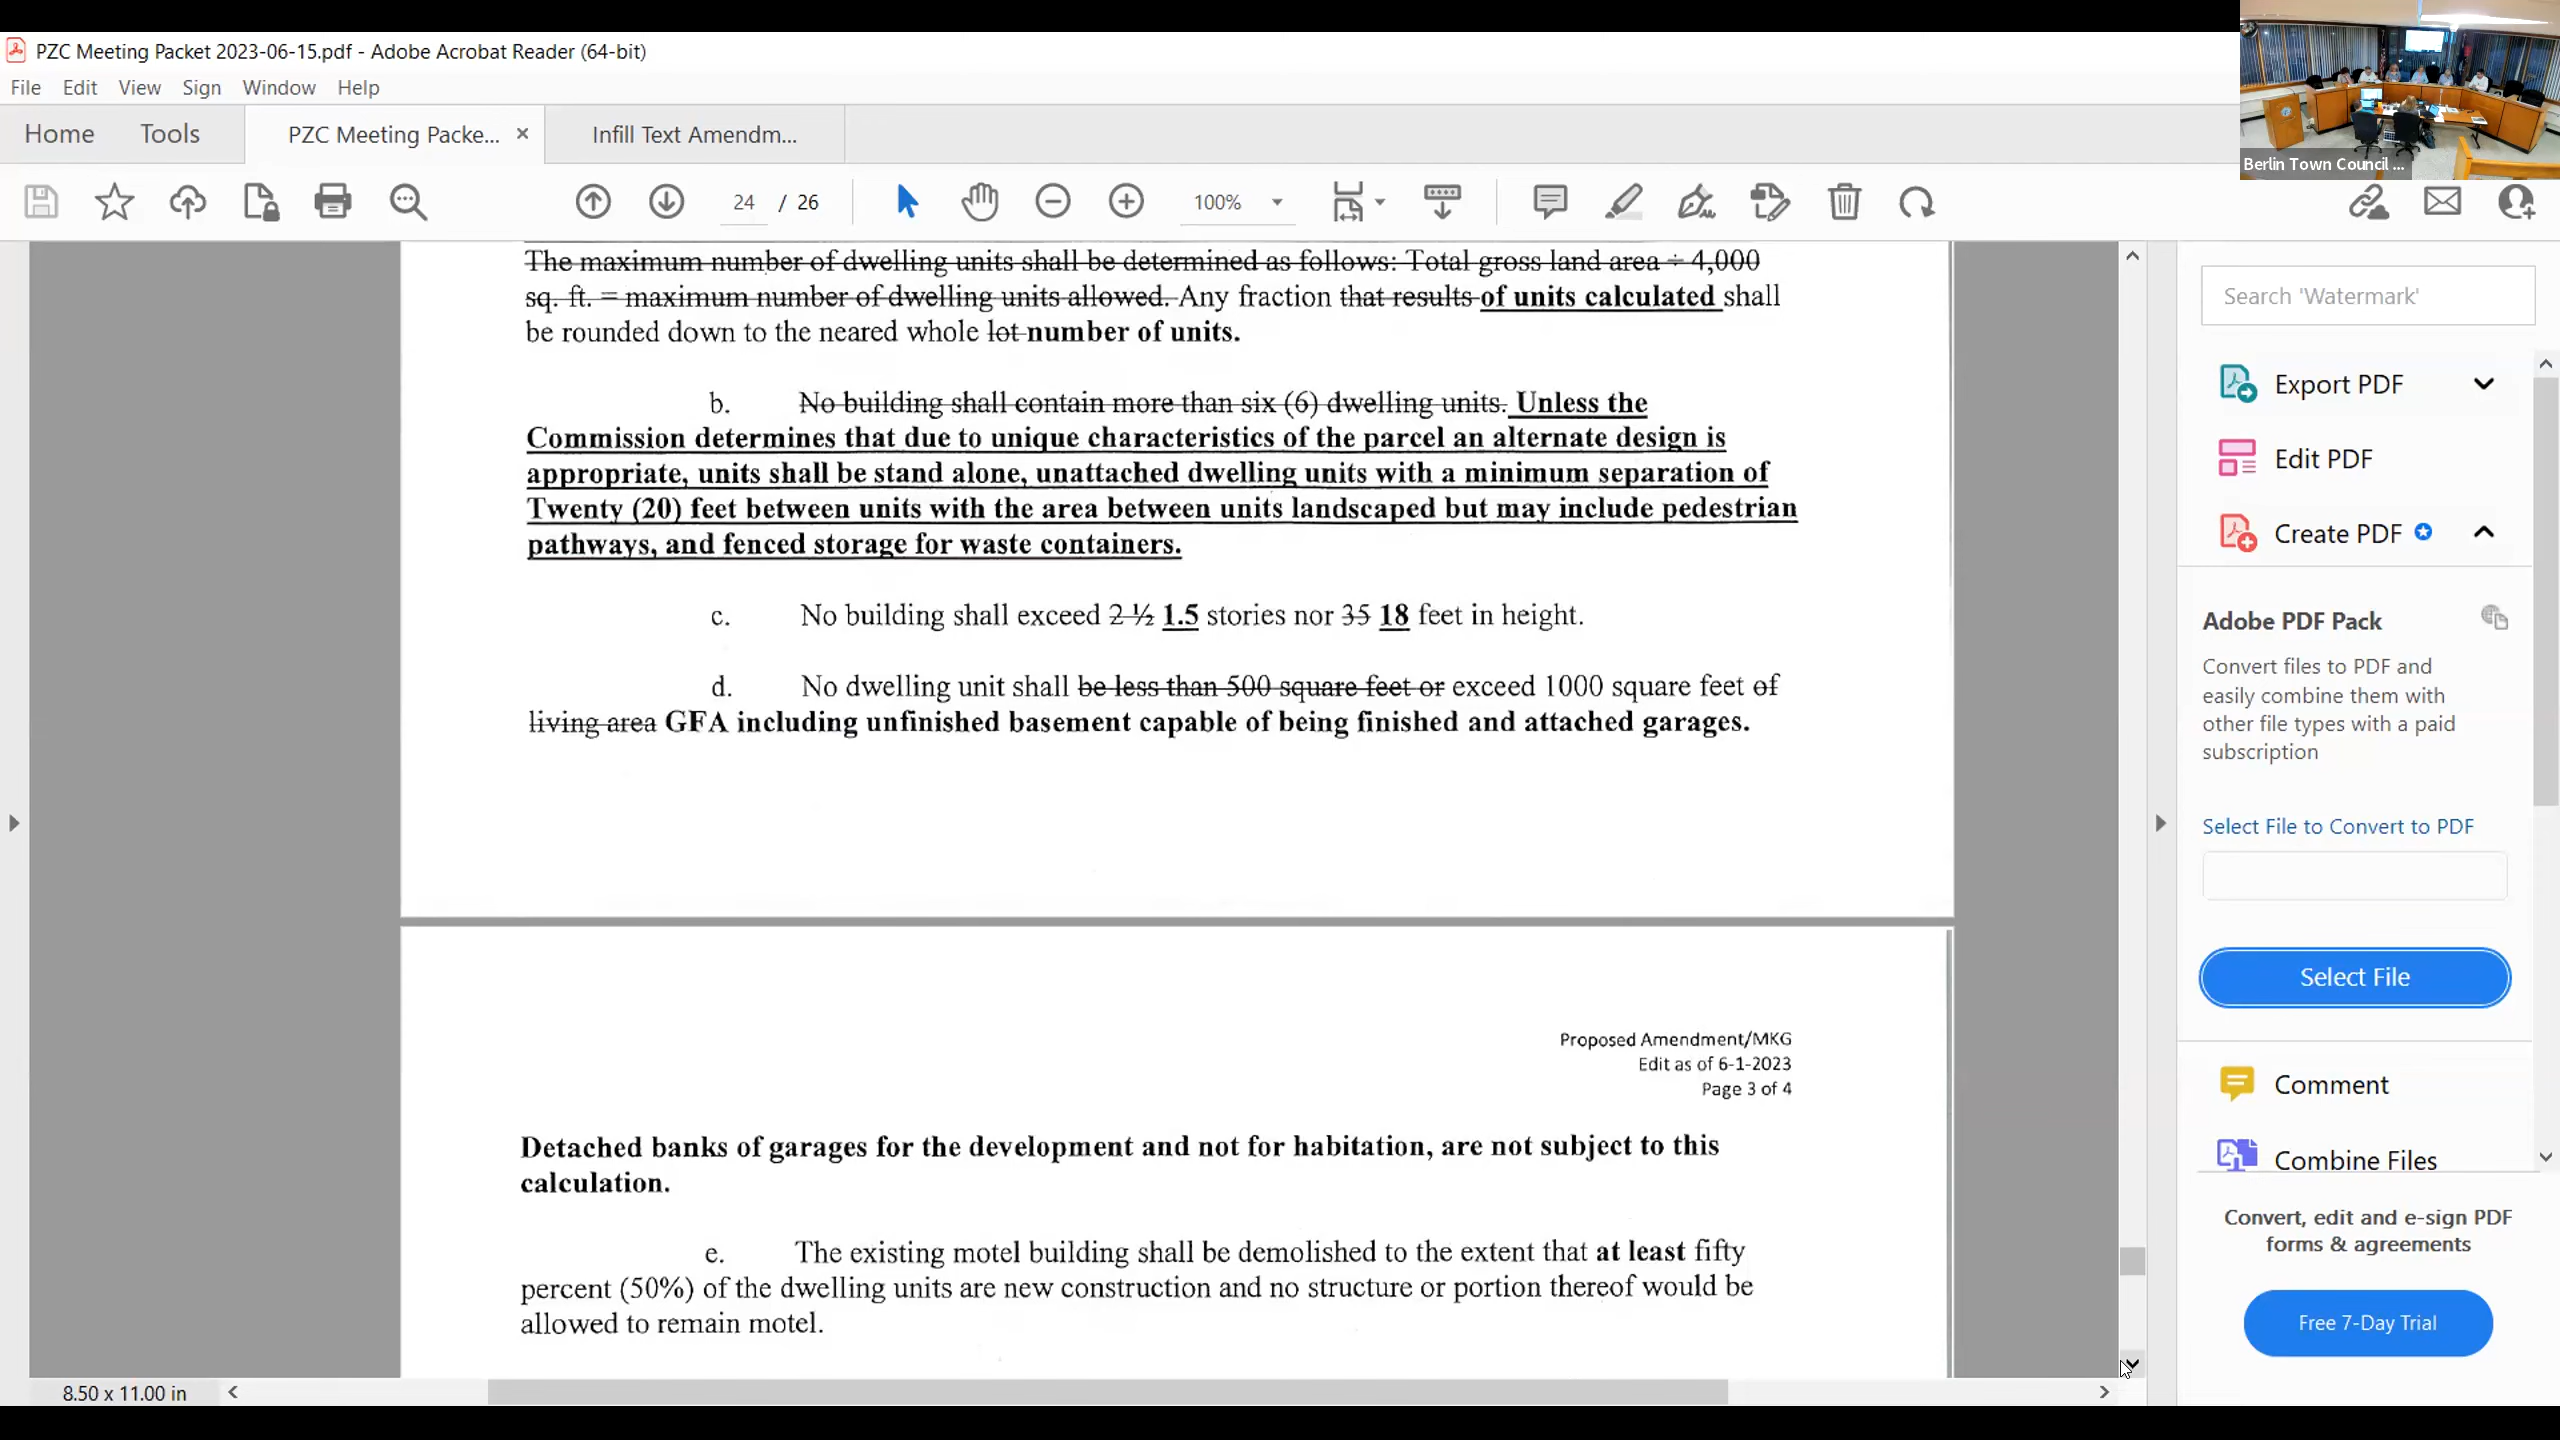 PZC Meeting Packet 2023-06-15.pdf - Adobe Acrobat Reader (64-bit)
File Edit View Sign Window Help
Home Tools PZC Meeting Packe... × Infill Text Amendm...
24 / 26 100%
Berlin Town Council ...
The maximum number of dwelling units shall be determined as follows: Total gross land area ÷ 4,000
sq. ft. = maximum number of dwelling units allowed. Any fraction that results of units calculated shall
be rounded down to the neared whole lot number of units.
b. No building shall contain more than six (6) dwelling units. Unless the
Commission determines that due to unique characteristics of the parcel an alternate design is
appropriate, units shall be stand alone, unattached dwelling units with a minimum separation of
Twenty (20) feet between units with the area between units landscaped but may include pedestrian
pathways, and fenced storage for waste containers.
c. No building shall exceed 2 ½ 1.5 stories nor 35 18 feet in height.
d. No dwelling unit shall be less than 500 square feet or exceed 1000 square feet of
living area GFA including unfinished basement capable of being finished and attached garages.
Proposed Amendment/MKG
Edit as of 6-1-2023
Page 3 of 4
Detached banks of garages for the development and not for habitation, are not subject to this
calculation.
e. The existing motel building shall be demolished to the extent that at least fifty
percent (50%) of the dwelling units are new construction and no structure or portion thereof would be
allowed to remain motel.
8.50 x 11.00 in
Search 'Watermark'
Export PDF
Edit PDF
Create PDF
Adobe PDF Pack
Convert files to PDF and
easily combine them with
other file types with a paid
subscription
Select File to Convert to PDF
Select File
Comment
Combine Files
Convert, edit and e-sign PDF
forms & agreements
Free 7-Day Trial